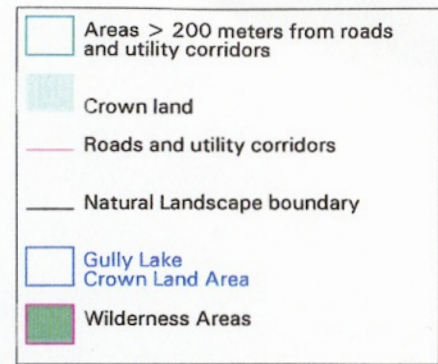 Areas > 200 meters from roads
and utility corridors
Crown land
Roads and utility corridors
Natural Landscape boundary
Gully Lake
Crown Land Area
Wilderness Areas